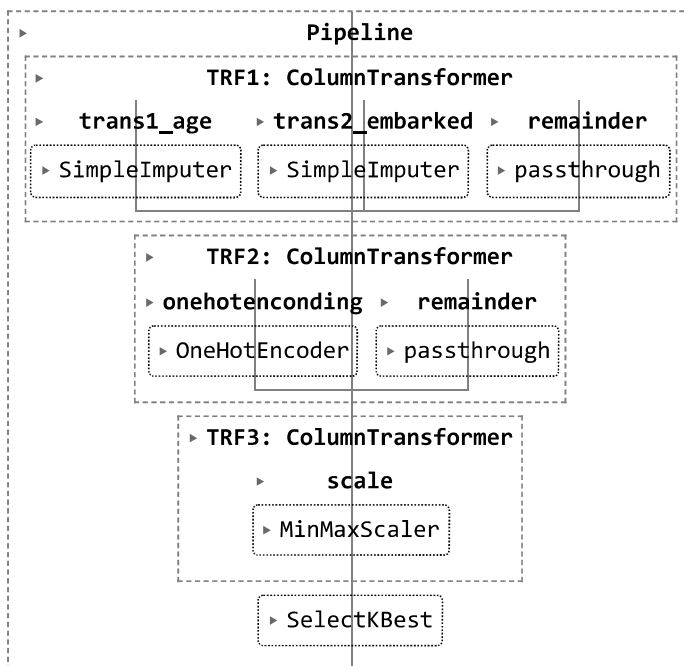 Pipeline
TRF1: ColumnTransformer
trans1_age trans2_embarked remainder
SimpleImputer SimpleImputer passthrough
TRF2: ColumnTransformer
onehotenconding remainder
OneHotEncoder passthrough
TRF3: ColumnTransformer
scale
MinMaxScaler
SelectKBest